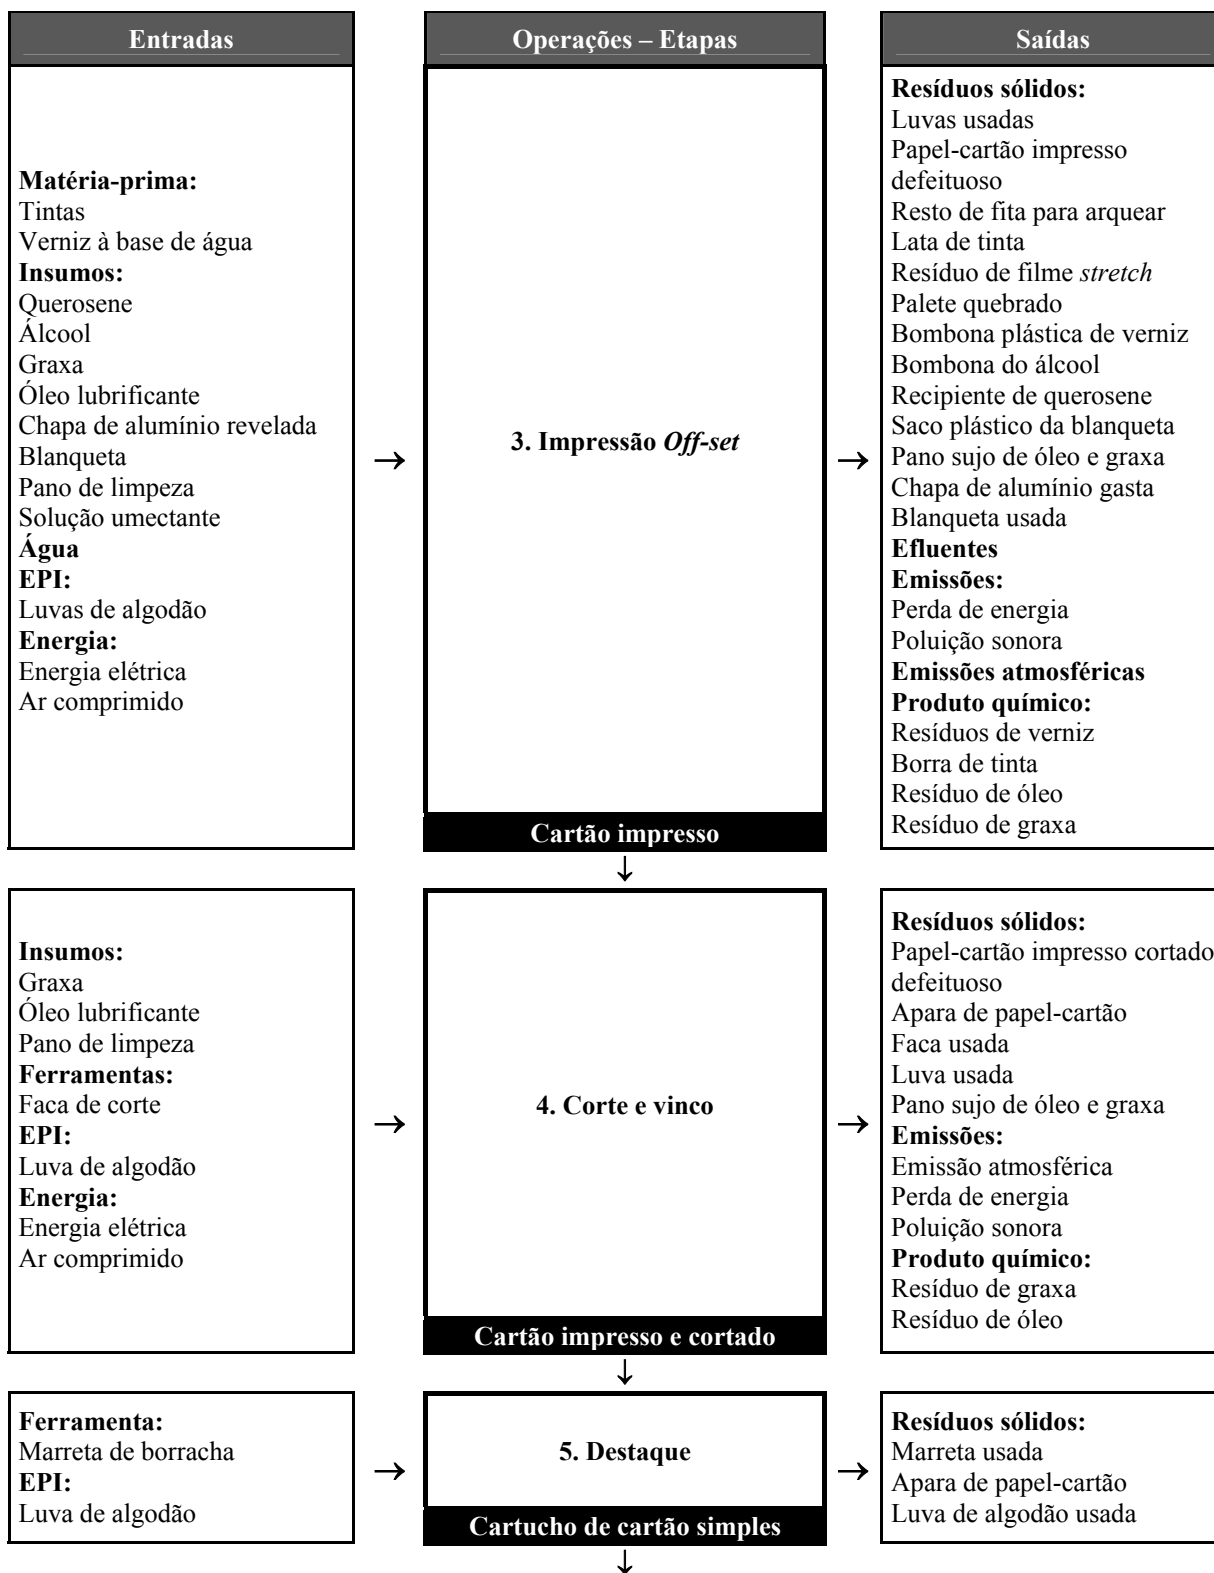 Entradas
Operações – Etapas
Saídas
Matéria-prima:
Tintas
Verniz à base de água
Insumos:
Querosene
Álcool
Graxa
Óleo lubrificante
Chapa de alumínio revelada
Blanqueta
Pano de limpeza
Solução umectante
Água
EPI:
Luvas de algodão
Energia:
Energia elétrica
Ar comprimido
→
3. Impressão Off-set
Cartão impresso
→
Resíduos sólidos:
Luvas usadas
Papel-cartão impresso
defeituoso
Resto de fita para arquear
Lata de tinta
Resíduo de filme stretch
Palete quebrado
Bombona plástica de verniz
Bombona do álcool
Recipiente de querosene
Saco plástico da blanqueta
Pano sujo de óleo e graxa
Chapa de alumínio gasta
Blanqueta usada
Efluentes
Emissões:
Perda de energia
Poluição sonora
Emissões atmosféricas
Produto químico:
Resíduos de verniz
Borra de tinta
Resíduo de óleo
Resíduo de graxa
↓
Insumos:
Graxa
Óleo lubrificante
Pano de limpeza
Ferramentas:
Faca de corte
EPI:
Luva de algodão
Energia:
Energia elétrica
Ar comprimido
→
4. Corte e vinco
Cartão impresso e cortado
→
Resíduos sólidos:
Papel-cartão impresso cortado
defeituoso
Apara de papel-cartão
Faca usada
Luva usada
Pano sujo de óleo e graxa
Emissões:
Emissão atmosférica
Perda de energia
Poluição sonora
Produto químico:
Resíduo de graxa
Resíduo de óleo
↓
Ferramenta:
Marreta de borracha
EPI:
Luva de algodão
→
5. Destaque
Cartucho de cartão simples
→
Resíduos sólidos:
Marreta usada
Apara de papel-cartão
Luva de algodão usada
↓